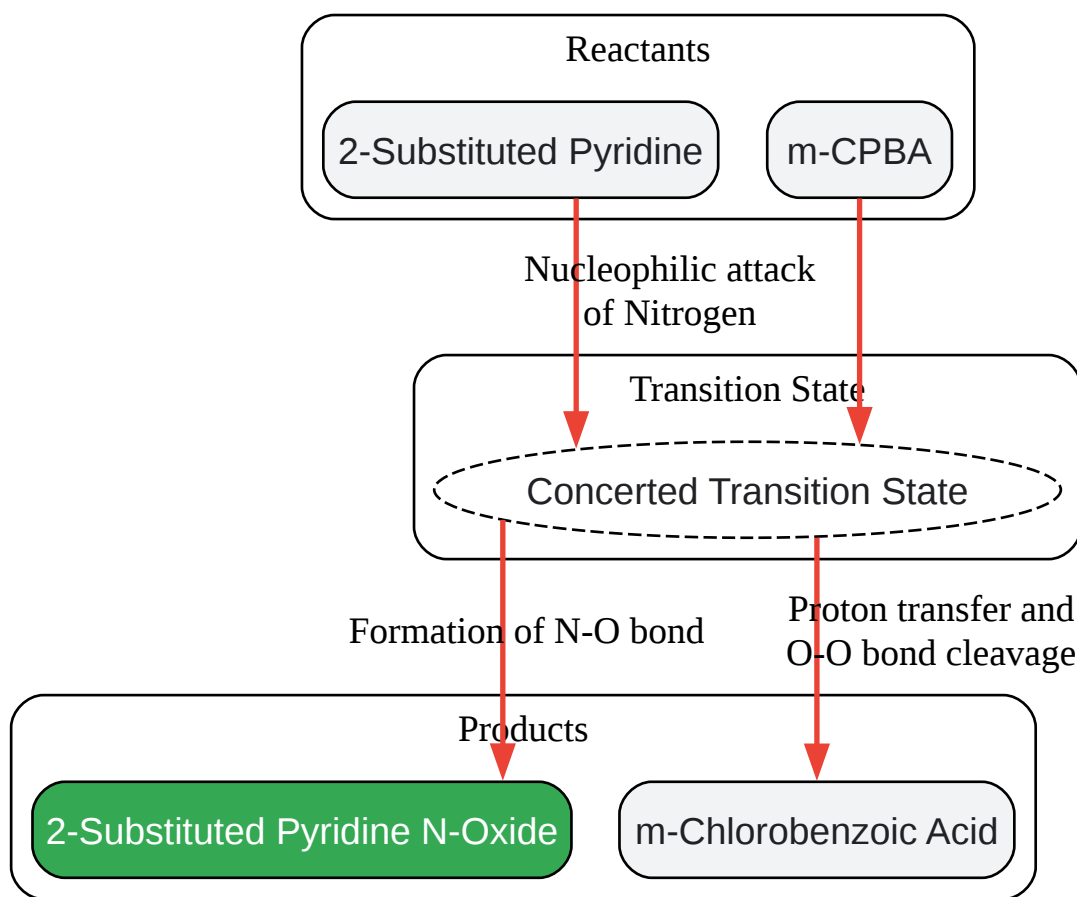 Reactants
2-Substituted Pyridine
m-CPBA
Nucleophilic attack
of Nitrogen
Transition State
Concerted Transition State
Formation of N-O bond
Proton transfer and
O-O bond cleavage
Products
2-Substituted Pyridine N-Oxide
m-Chlorobenzoic Acid